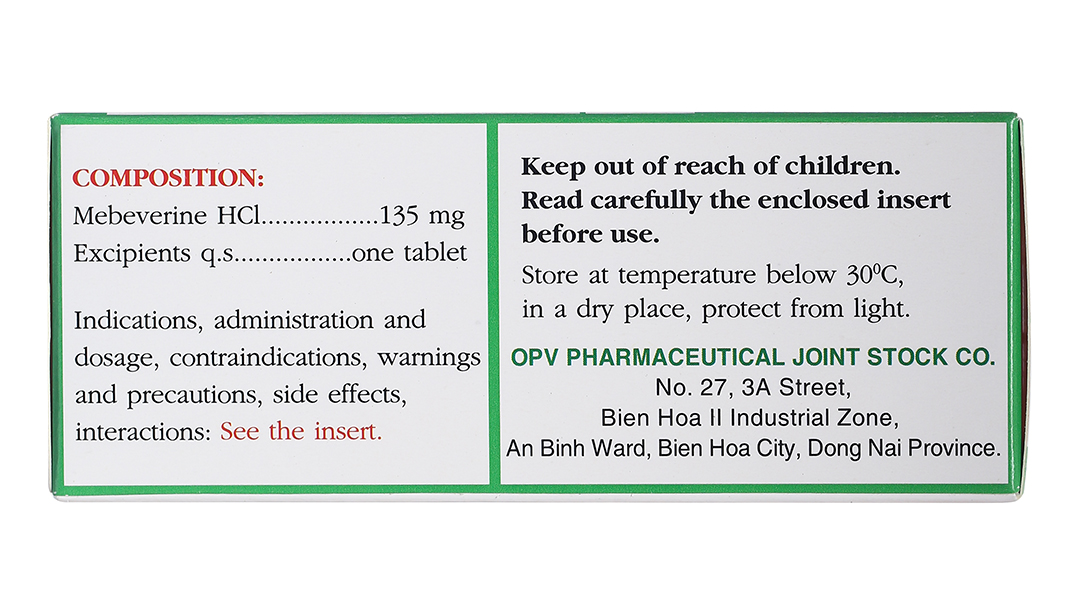 COMPOSITION:
Mebeverine HCl.................135 mg
Excipients q.s.................one tablet
Indications, administration and
dosage, contraindications, warnings
and precautions, side effects,
interactions: See the insert.
Keep out of reach of children.
Read carefully the enclosed insert
before use.
Store at temperature below 30⁰C,
in a dry place, protect from light.
OPV PHARMACEUTICAL JOINT STOCK CO.
No. 27, 3A Street,
Bien Hoa II Industrial Zone,
An Binh Ward, Bien Hoa City, Dong Nai Province.